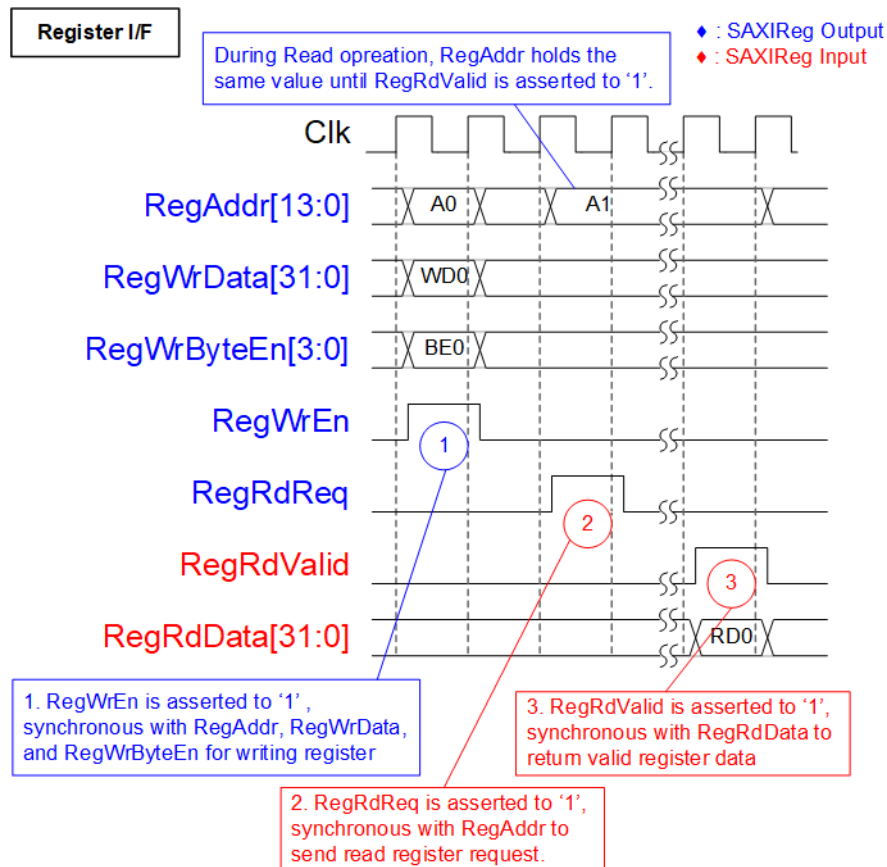 Register I/F
♦ : SAXIReg Output
♦ : SAXIReg Input
During Read opreation, RegAddr holds the
same value until RegRdValid is asserted to ‘1’.
Clk
RegAddr[13:0]
A0
A1
RegWrData[31:0]
WD0
RegWrByteEn[3:0]
BE0
RegWrEn
1
RegRdReq
2
RegRdValid
3
RegRdData[31:0]
RD0
1. RegWrEn is asserted to ‘1’ ,
synchronous with RegAddr, RegWrData,
and RegWrByteEn for writing register
3. RegRdValid is asserted to ‘1’,
synchronous with RegRdData to
return valid register data
2. RegRdReq is asserted to ‘1’,
synchronous with RegAddr to
send read register request.